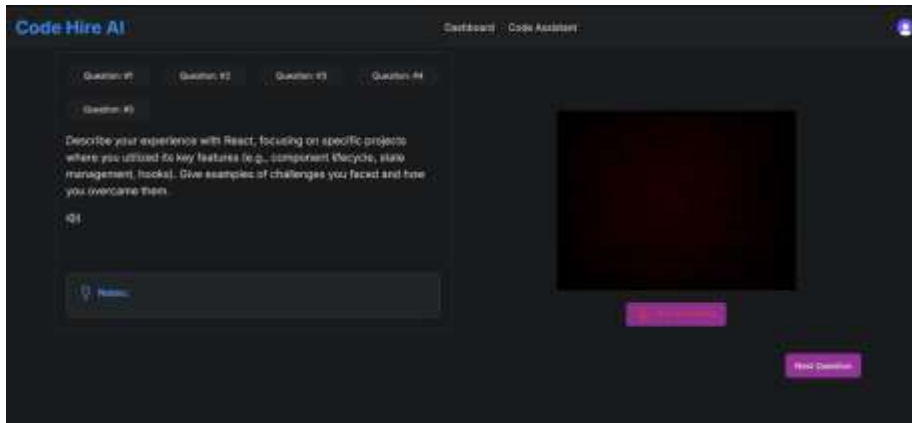 Code Hire AI
Dashboard Code Assistant
Question #1 Question #2 Question #3 Question #4
Question #5
Describe your experience with React, focusing on specific projects
where you utilized its key features (e.g., component lifecycle, state
management, hooks). Give examples of challenges you faced and how
you overcame them.
Notes:
Next Question